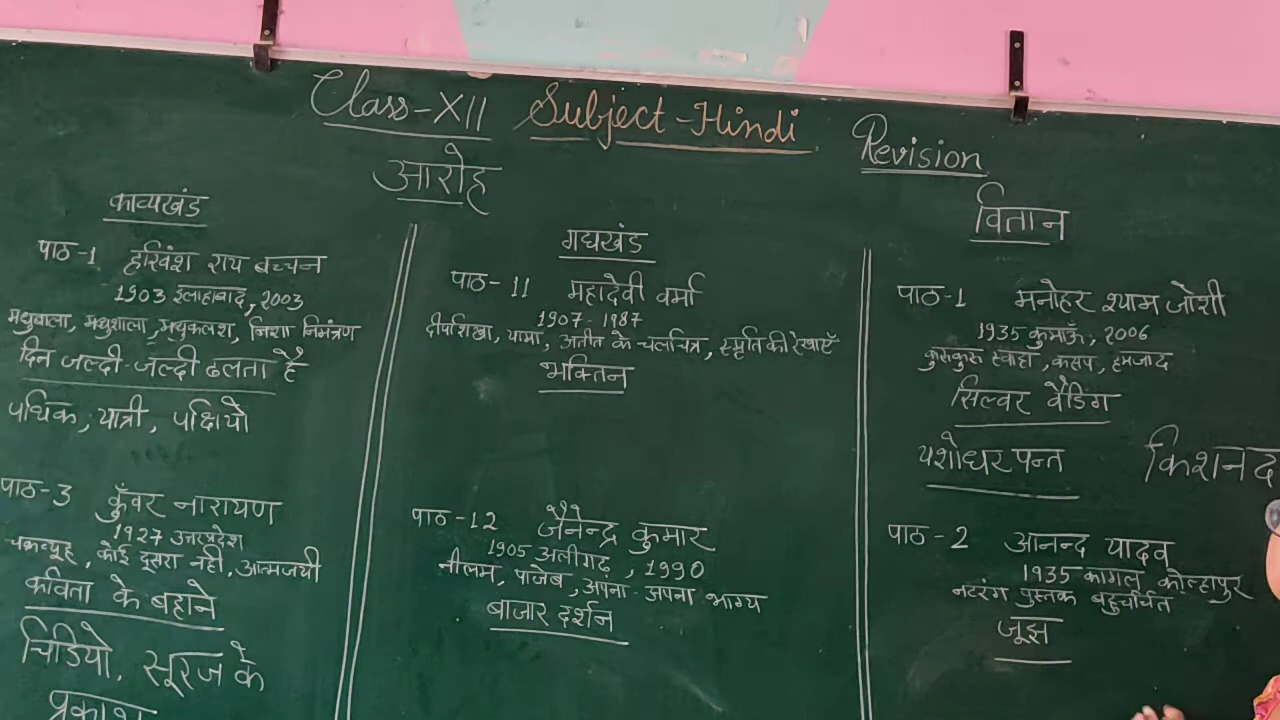 Class-XII Subject-Hindi Revision
आरोह
काव्यखंड
पाठ-1 हरिवंश राय बच्चन
1903 इलाहाबाद, 2003
मधुबाला, मधुशाला, मधुकलश, निशा निमंत्रण
दिन जल्दी-जल्दी ढलता है
पथिक, यात्री, पक्षियो
पाठ-3 कुँवर नारायण
1927 उत्तरप्रदेश
चक्रव्यूह, कोई दूसरा नही, आत्मजयी
कविता के बहाने
चिडियो, सूरज के
प्रकाश
गद्यखंड
पाठ-11 महादेवी वर्मा
1907-1987
दीपशिखा, यामा, अतीत के चलचित्र, स्मृति की रेखाएँ
भक्तिन
पाठ-12 जैनेन्द्र कुमार
1905 अलीगढ, 1990
नीलम, पाजेब, अपना-अपना भाग्य
बाजार दर्शन
वितान
पाठ-1 मनोहर श्याम जोशी
1935 कुमाऊँ, 2006
कुरुकुरु स्वाहा, कसप, हमजाद
सिल्वर वैडिंग
यशोधर पन्त किशनद
पाठ-2 आनन्द यादव
1935 कागल, कोल्हापुर
नटरंग पुस्तक बहुचर्चित
जूझ